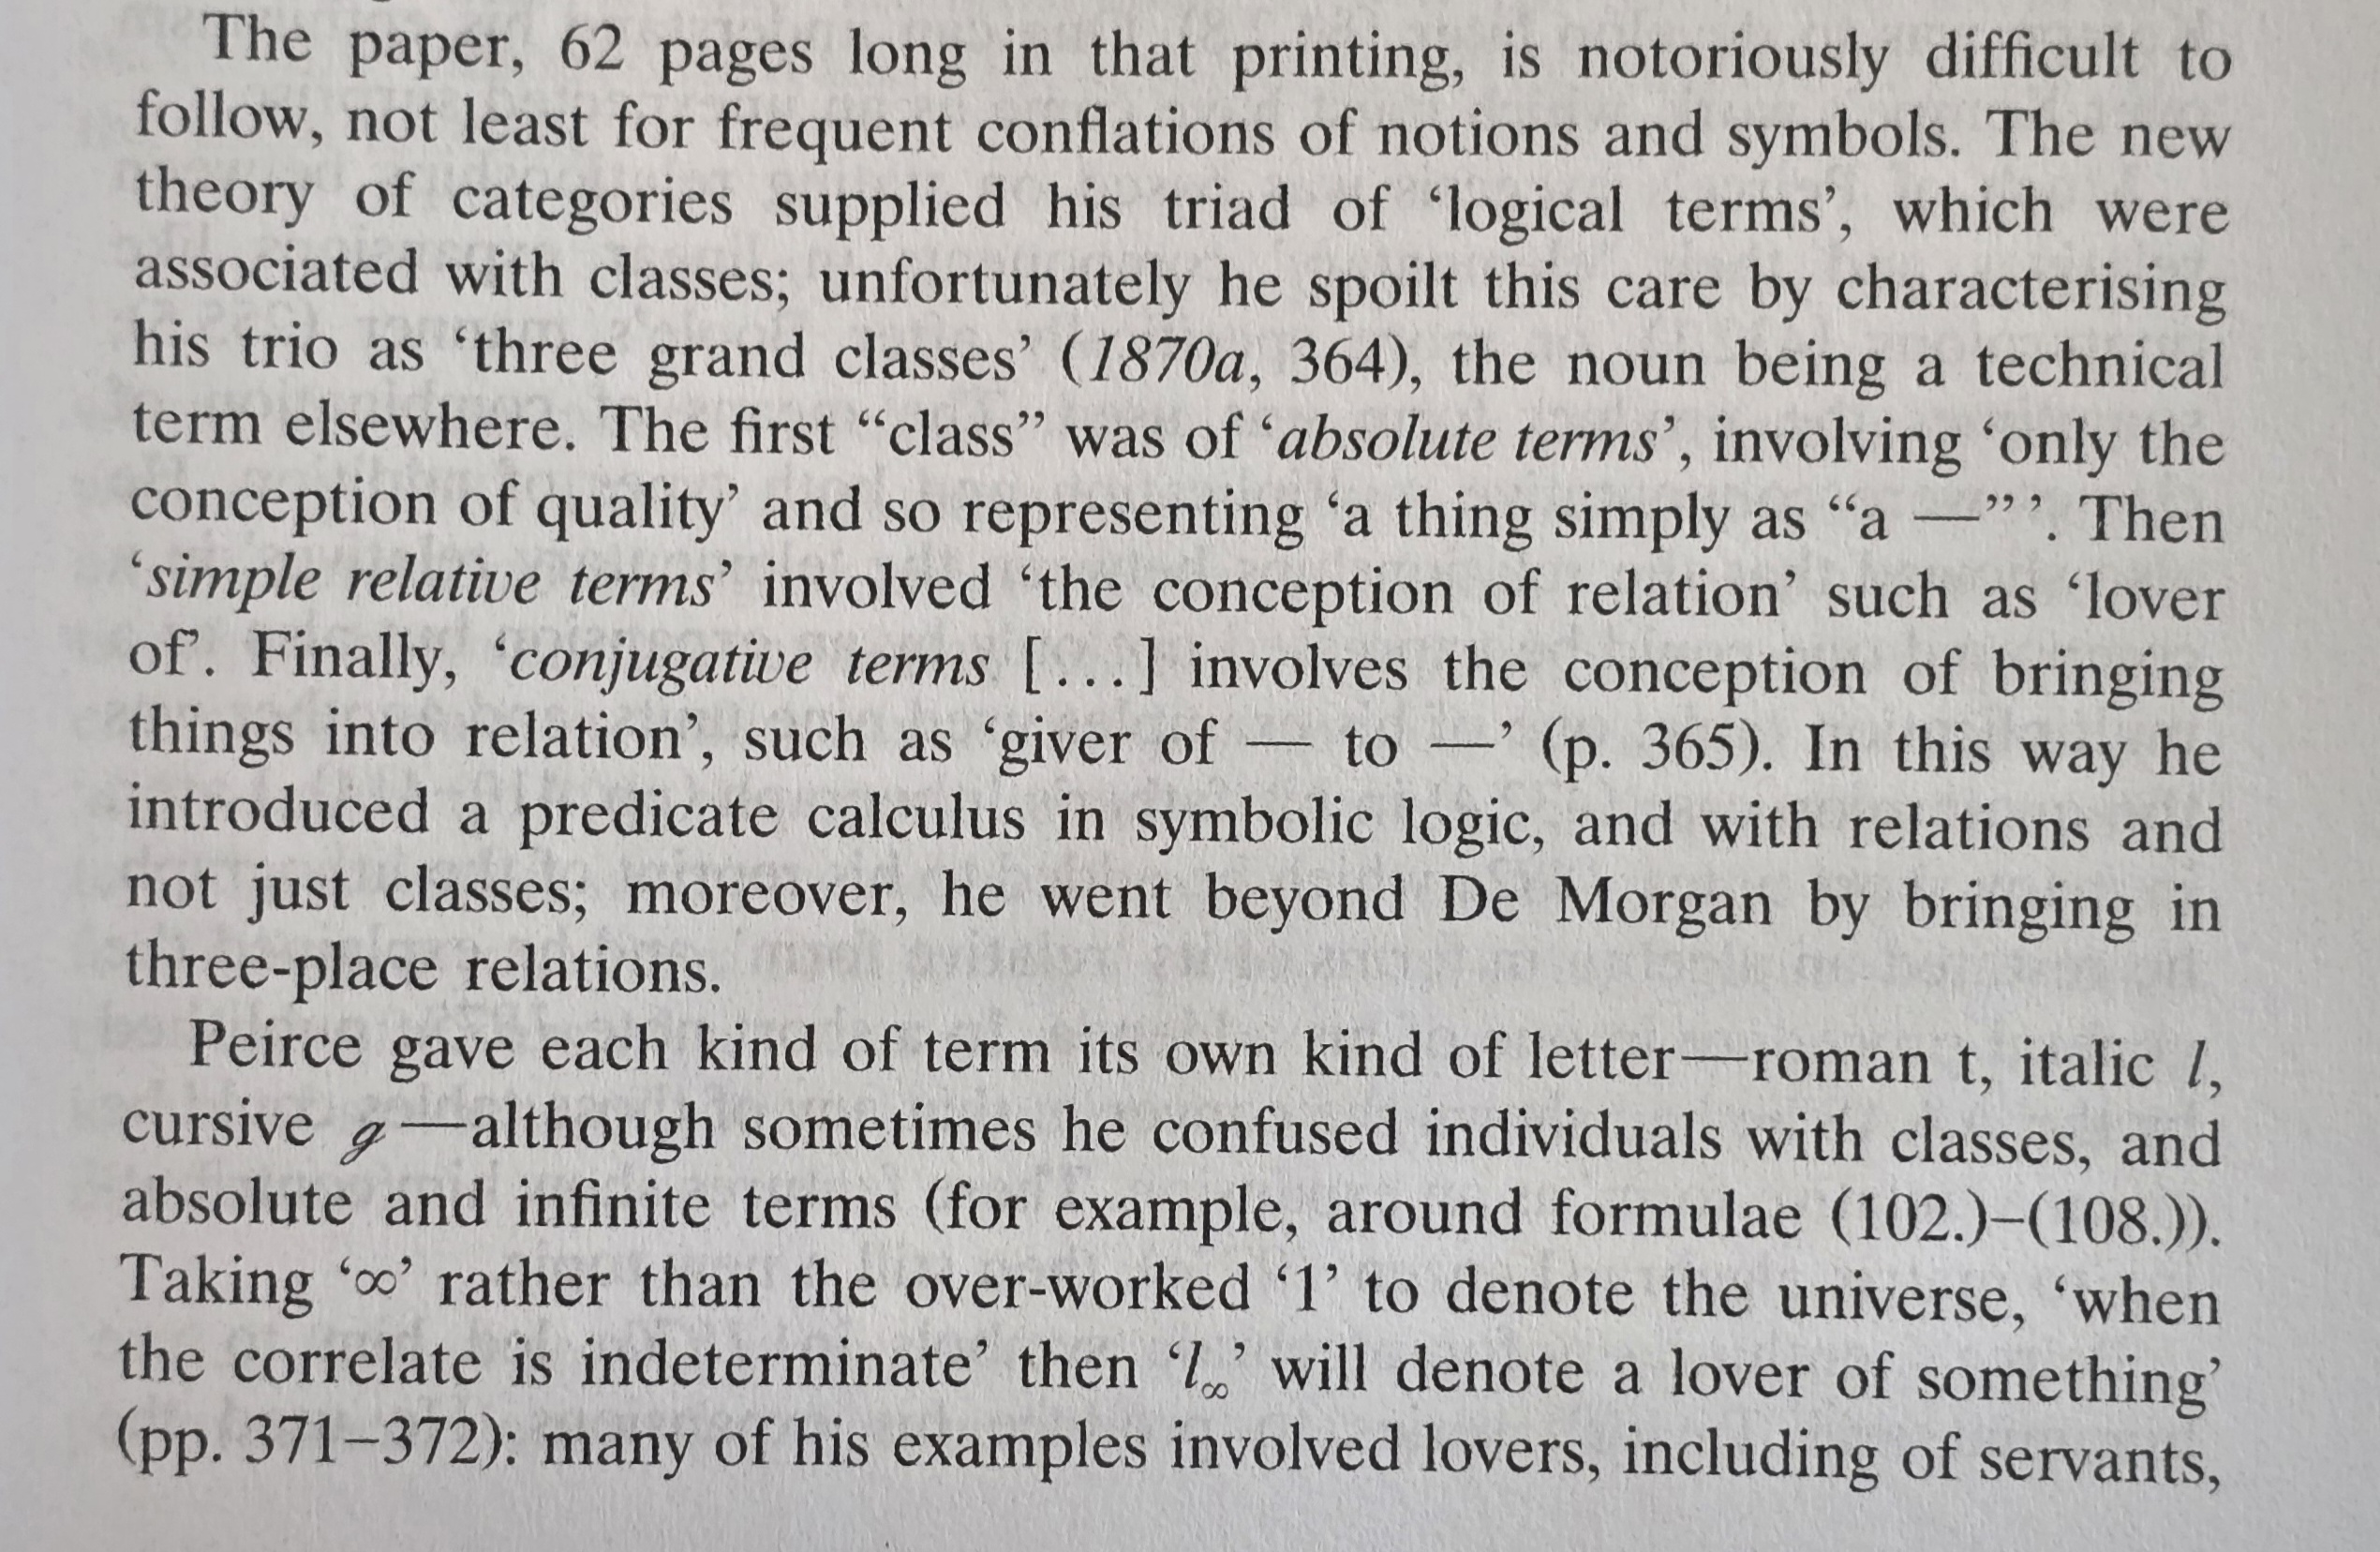 The paper, 62 pages long in that printing, is notoriously difficult to
follow, not least for frequent conflations of notions and symbols. The new
theory of categories supplied his triad of ‘logical terms’, which were
associated with classes; unfortunately he spoilt this care by characterising
his trio as ‘three grand classes’ (1870a, 364), the noun being a technical
term elsewhere. The first “class” was of ‘absolute terms’, involving ‘only the
conception of quality’ and so representing ‘a thing simply as “a —” ’. Then
‘simple relative terms’ involved ‘the conception of relation’ such as ‘lover
of’. Finally, ‘conjugative terms [...] involves the conception of bringing
things into relation’, such as ‘giver of — to —’ (p. 365). In this way he
introduced a predicate calculus in symbolic logic, and with relations and
not just classes; moreover, he went beyond De Morgan by bringing in
three-place relations.
Peirce gave each kind of term its own kind of letter—roman t, italic l,
cursive ℊ—although sometimes he confused individuals with classes, and
absolute and infinite terms (for example, around formulae (102.)–(108.)).
Taking ‘∞’ rather than the over-worked ‘1’ to denote the universe, ‘when
the correlate is indeterminate’ then ‘l∞’ will denote a lover of something’
(pp. 371–372): many of his examples involved lovers, including of servants,